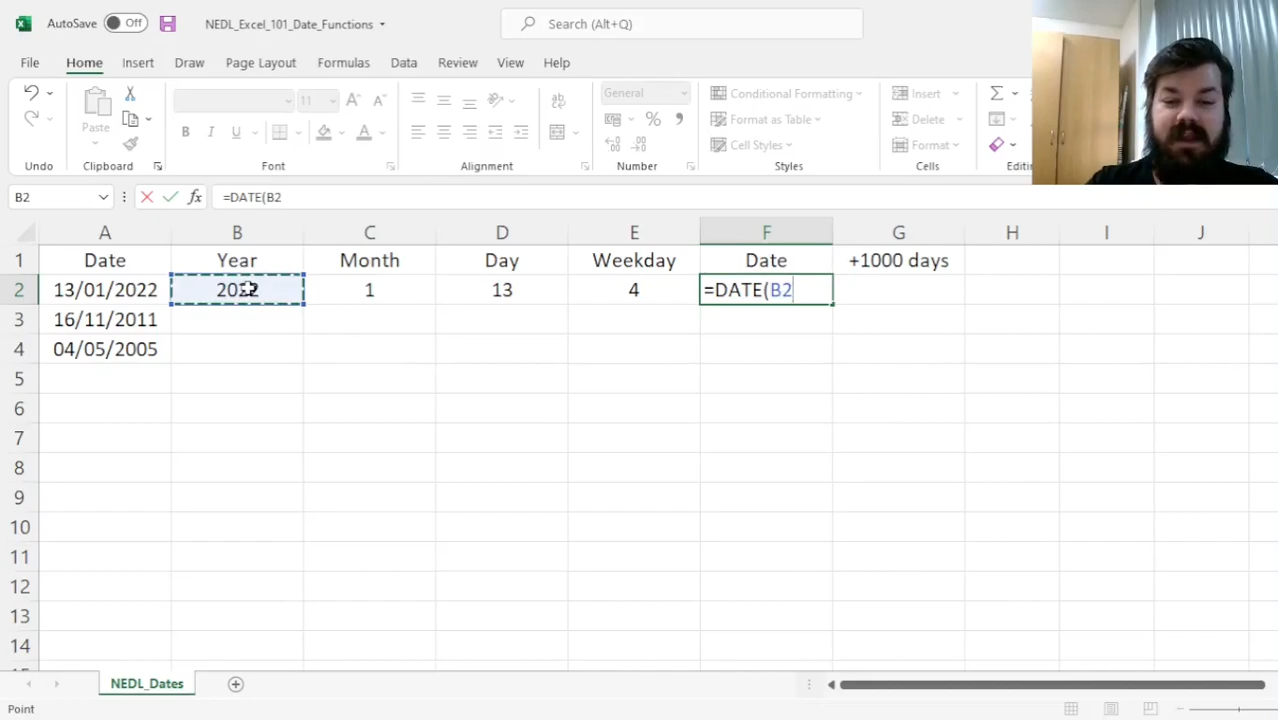 AutoSave Off NEDL_Excel_101_Date_Functions Search (Alt+Q)
File Home Insert Draw Page Layout Formulas Data Review View Help
Paste 11 General Conditional Formatting Insert
Format as Table Delete
Cell Styles Format
Undo Clipboard Font Alignment Number Styles Cells Editin
B2 fx =DATE(B2
A B C D E F G H I J
1 Date Year Month Day Weekday Date +1000 days
2 13/01/2022 2022 1 13 4 =DATE(B2
3 16/11/2011
4 04/05/2005
5
6
7
8
9
10
11
12
13
14
NEDL_Dates
Point